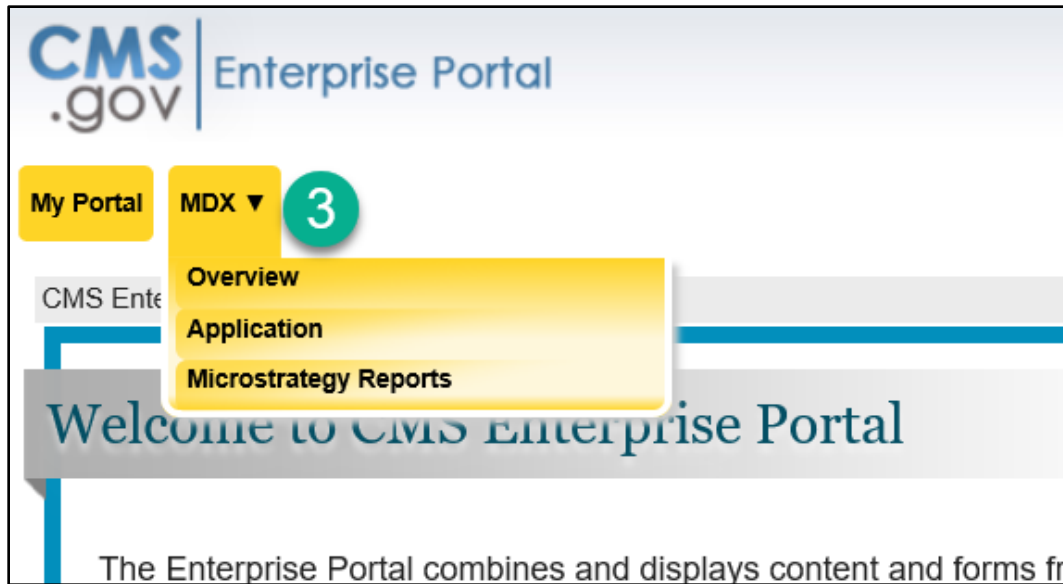 CMS
.gov
Enterprise Portal
My Portal
MDX ▼
3
Overview
CMS Ente
Application
Microstrategy Reports
Welcome to CMS Enterprise Portal
The Enterprise Portal combines and displays content and forms f